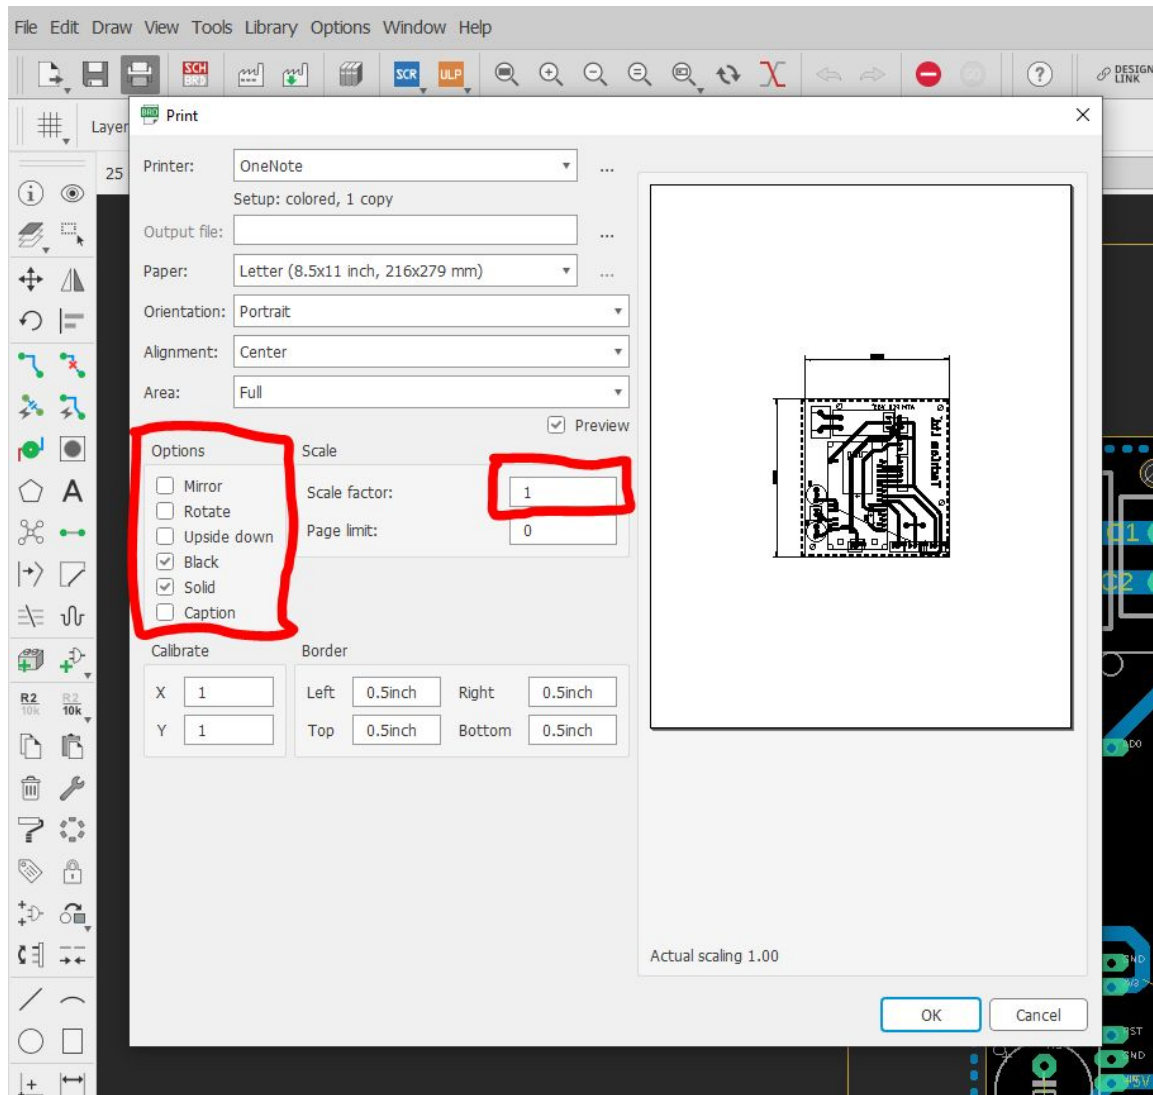 File Edit Draw View Tools Library Options Window Help
SCH
BRD
SCR
ULP
DESIGN
LINK
Layer
Print
25
Printer: OneNote ...
Setup: colored, 1 copy
Output file: ...
Paper: Letter (8.5x11 inch, 216x279 mm) ...
Orientation: Portrait
Alignment: Center
Area: Full
Preview
Options
Mirror
Rotate
Upside down
Black
Solid
Caption
Scale
Scale factor: 1
Page limit: 0
Calibrate
X 1
Y 1
Border
Left 0.5inch Right 0.5inch
Top 0.5inch Bottom 0.5inch
Actual scaling 1.00
OK Cancel
A
R2
10k
R2
10k
C2
GND
RST
GND